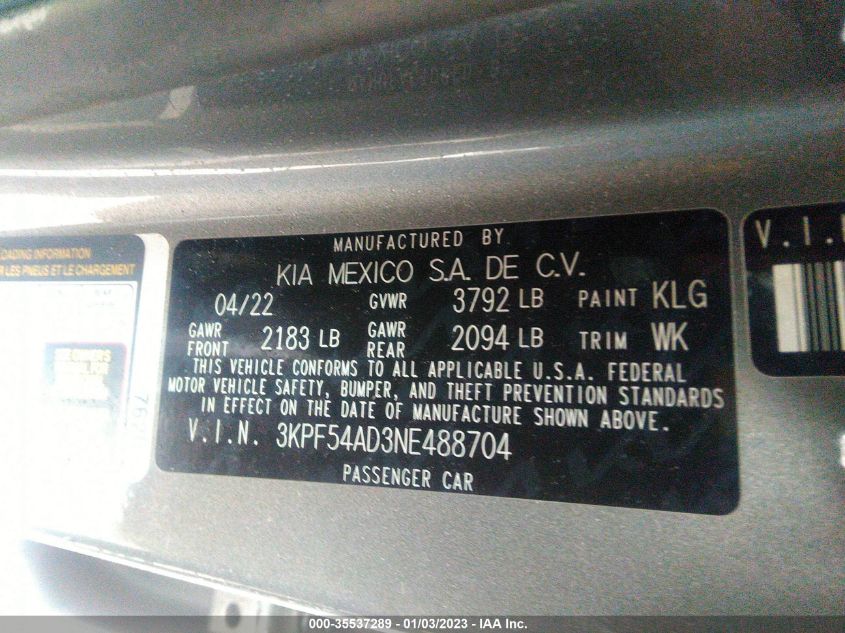 LOADING INFORMATION
R LES PNEUS ET LE CHARGEMENT
MANUFACTURED BY
KIA MEXICO S.A. DE C.V.
04/22 GVWR 3792 LB PAINT KLG
GAWR FRONT 2183 LB GAWR REAR 2094 LB TRIM WK
THIS VEHICLE CONFORMS TO ALL APPLICABLE U.S.A. FEDERAL
MOTOR VEHICLE SAFETY, BUMPER, AND THEFT PREVENTION STANDARDS
IN EFFECT ON THE DATE OF MANUFACTURE SHOWN ABOVE.
V.I.N. 3KPF54AD3NE488704
PASSENGER CAR
V.I.N
000-35537289 - 01/03/2023 - IAA Inc.